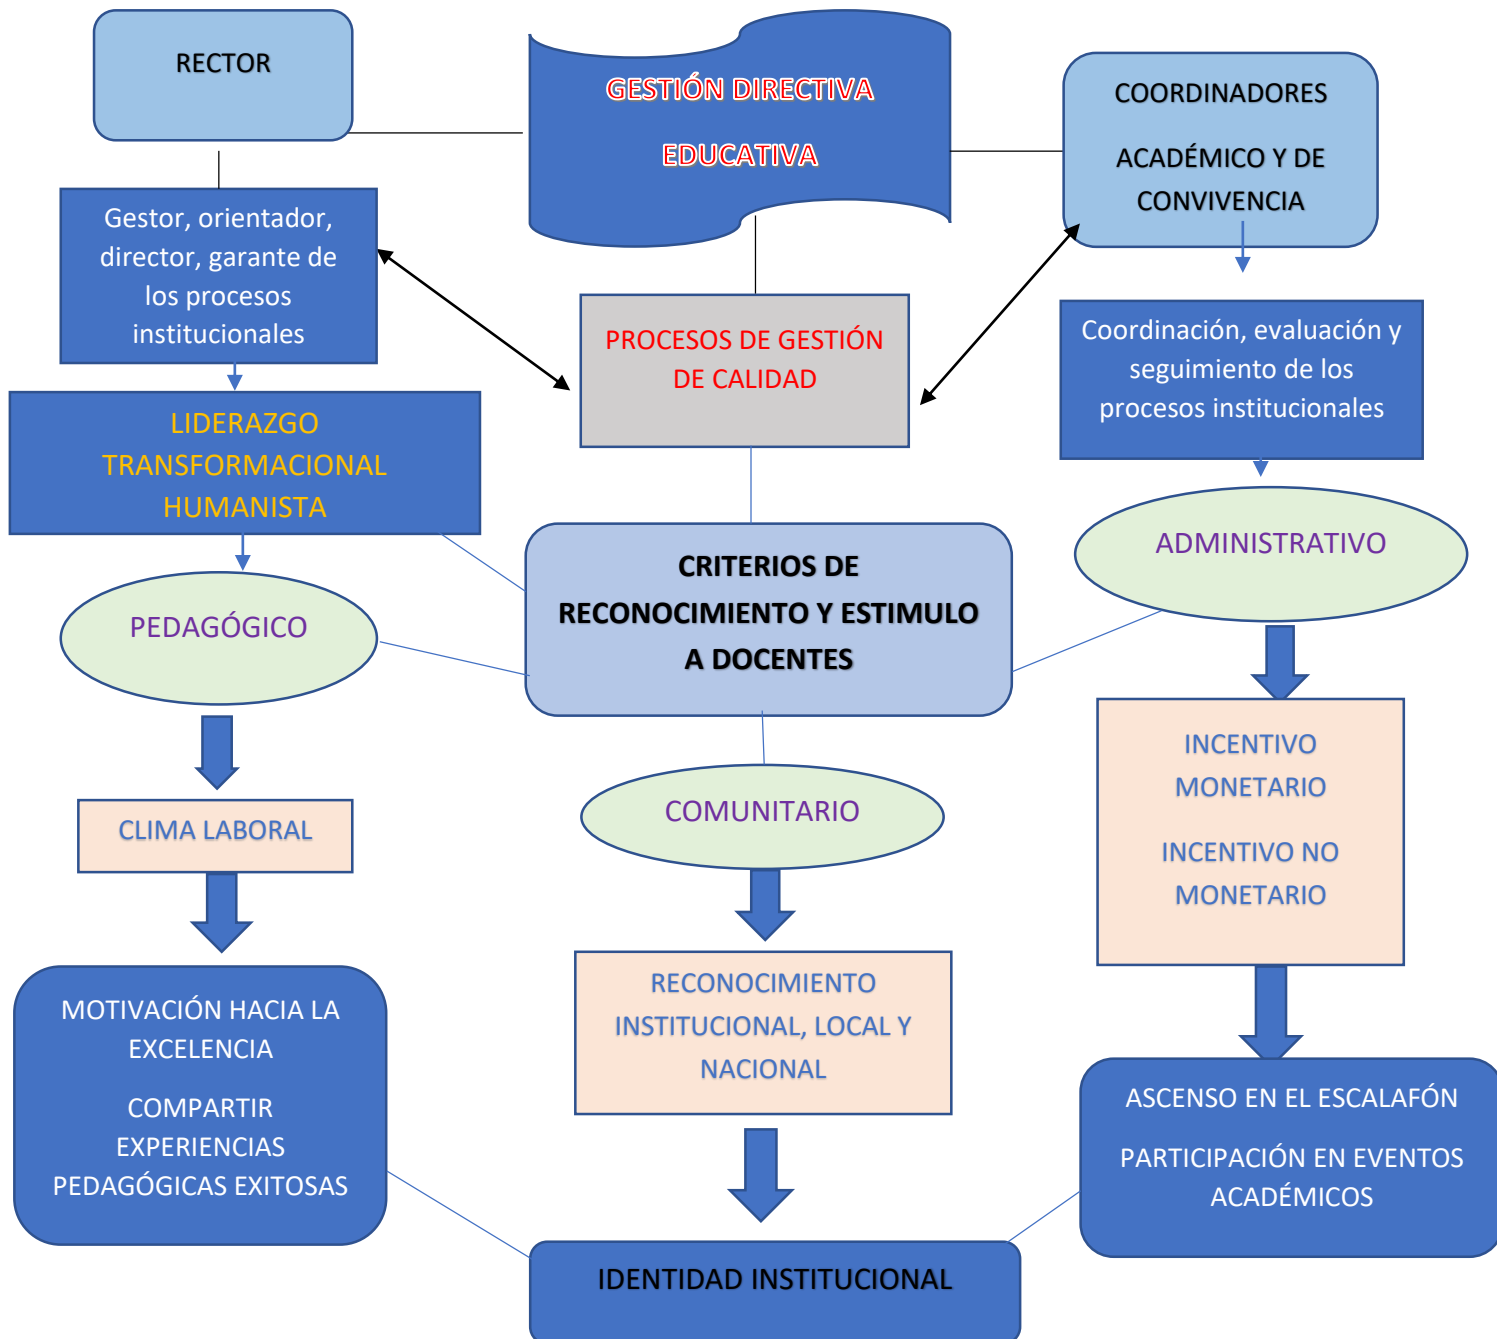 RECTOR
GESTIÓN DIRECTIVA
EDUCATIVA
COORDINADORES
ACADÉMICO Y DE
CONVIVENCIA
Gestor, orientador,
director, garante de
los procesos
institucionales
PROCESOS DE GESTIÓN
DE CALIDAD
Coordinación, evaluación y
seguimiento de los
procesos institucionales
LIDERAZGO
TRANSFORMACIONAL
HUMANISTA
CRITERIOS DE
RECONOCIMIENTO Y ESTIMULO
A DOCENTES
ADMINISTRATIVO
PEDAGÓGICO
INCENTIVO
MONETARIO
INCENTIVO NO
MONETARIO
CLIMA LABORAL
COMUNITARIO
RECONOCIMIENTO
INSTITUCIONAL, LOCAL Y
NACIONAL
MOTIVACIÓN HACIA LA
EXCELENCIA
COMPARTIR
EXPERIENCIAS
PEDAGÓGICAS EXITOSAS
ASCENSO EN EL ESCALAFÓN
PARTICIPACIÓN EN EVENTOS
ACADÉMICOS
IDENTIDAD INSTITUCIONAL